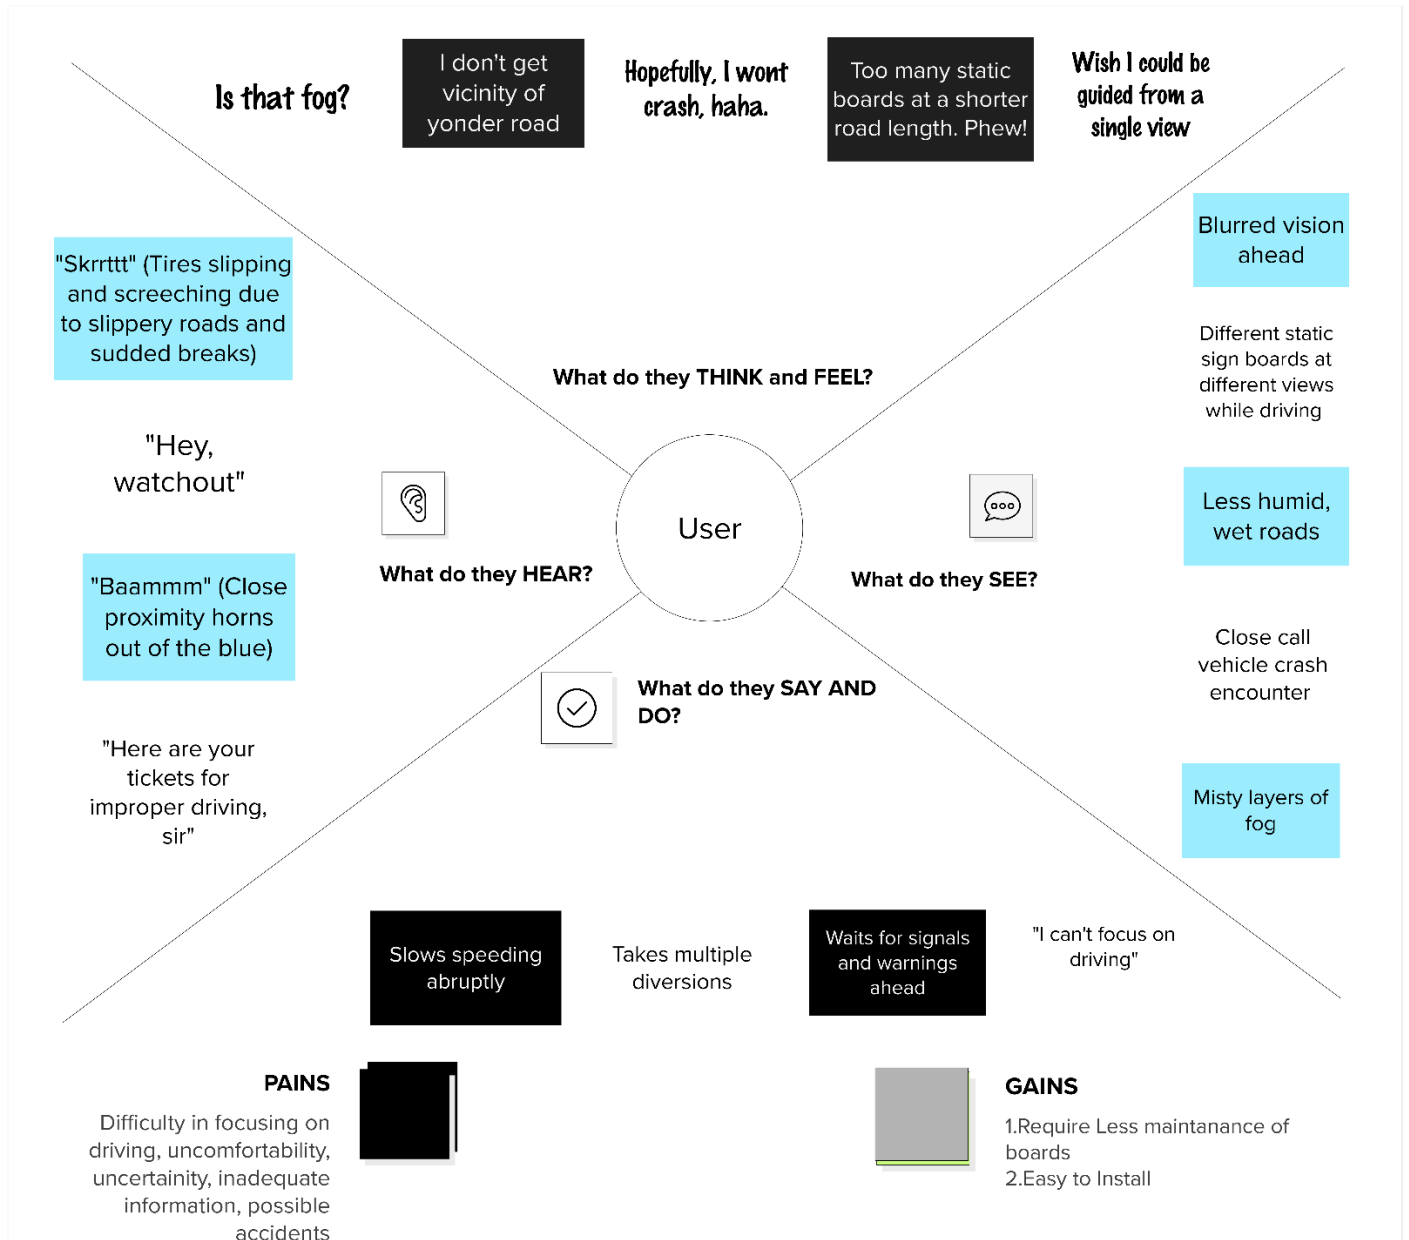 Is that fog?
I don't get
vicinity of
yonder road
Hopefully, I wont
crash, haha.
Too many static
boards at a shorter
road length. Phew!
Wish I could be
guided from a
single view
"Skrrttt" (Tires slipping
and screeching due
to slippery roads and
sudded breaks)
"Hey,
watchout"
"Baammm" (Close
proximity horns
out of the blue)
"Here are your
tickets for
improper driving,
sir"
What do they THINK and FEEL?
User
What do they HEAR?
What do they SEE?
What do they SAY AND
DO?
Blurred vision
ahead
Different static
sign boards at
different views
while driving
Less humid,
wet roads
Close call
vehicle crash
encounter
Misty layers of
fog
Slows speeding
abruptly
Takes multiple
diversions
Waits for signals
and warnings
ahead
"I can't focus on
driving"
PAINS
Difficulty in focusing on
driving, uncomfortability,
uncertainity, inadequate
information, possible
accidents
GAINS
1.Require Less maintanance of
boards
2.Easy to Install